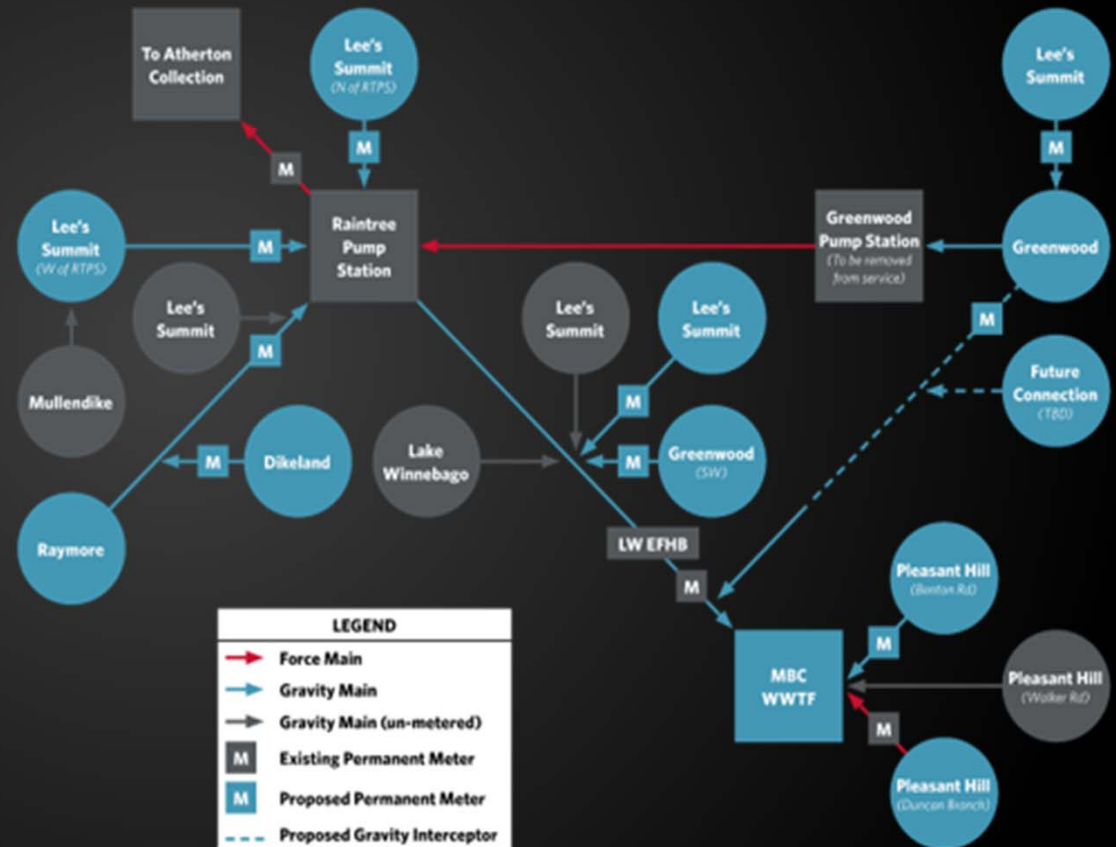 To Atherton
Collection
Lee's
Summit
(N of RTPS)
Lee's
Summit
M
M
M
Lee's
Summit
(W of RTPS)
M
Raintree
Pump
Station
Greenwood
Pump Station
(To be removed
from service)
Greenwood
Lee's
Summit
M
Lee's
Summit
Lee's
Summit
M
Mullendike
M
Future
Connection
(TBD)
Dikeland
M
Lake
Winnebago
M
Greenwood
(SW)
Raymore
LW EFHB
M
Pleasant Hill
(Benton Rd)
M
MBC
WWTF
Pleasant Hill
(Walker Rd)
M
Pleasant Hill
(Duncan Branch)
LEGEND
Force Main
Gravity Main
Gravity Main (un-metered)
M Existing Permanent Meter
M Proposed Permanent Meter
Proposed Gravity Interceptor